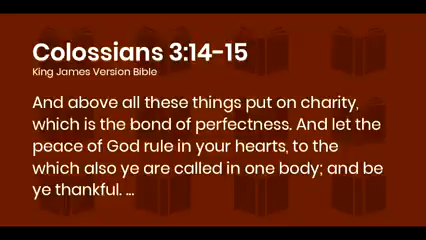 Colossians 3:14-15
King James Version Bible
And above all these things put on charity,
which is the bond of perfectness. And let the
peace of God rule in your hearts, to the
which also ye are called in one body; and be
ye thankful. ...